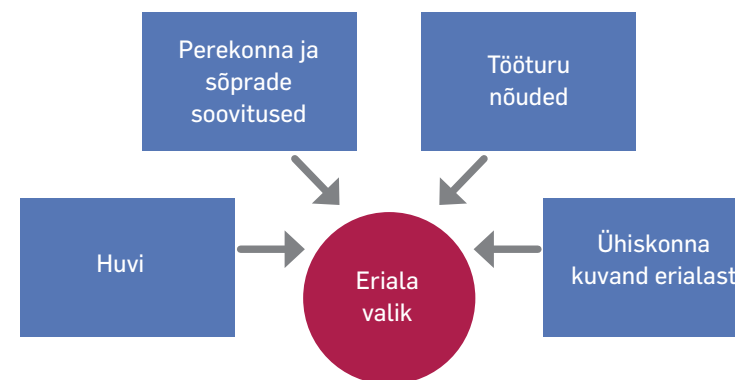 Perekonna ja
sõprade
soovitused
Tööturu
nõuded
Huvi
Eriala
valik
Ühiskonna
kuvand erialast